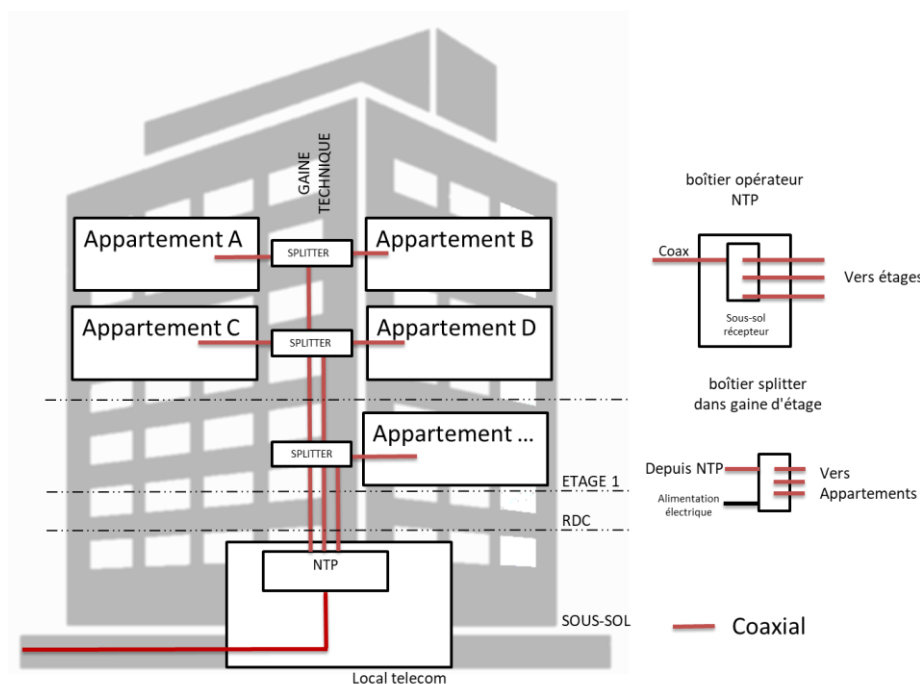 GAINE
TECHNIQUE
Appartement A
SPLITTER
Appartement B
Appartement C
SPLITTER
Appartement D
SPLITTER
Appartement ...
ETAGE 1
RDC
NTP
SOUS-SOL
Local telecom
boîtier opérateur
NTP
Coax
Vers étages
Sous-sol
récepteur
boîtier splitter
dans gaine d'étage
Depuis NTP
Vers
Appartements
Alimentation
électrique
Coaxial